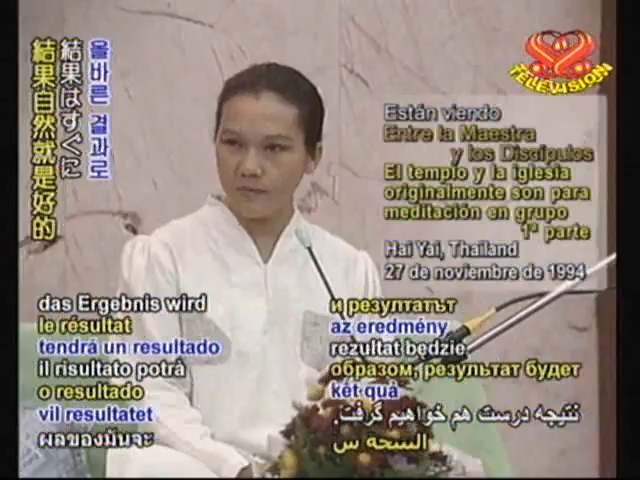 올바른 결과로
結果はすぐに
結果自然就是好的
TELEVISION
Están viendo
Entre la Maestra
y los Discípulos
El templo y la iglesia
originalmente son para
meditación en grupo
1ª parte
Hai Yai, Thailand
27 de noviembre de 1994
das Ergebnis wird
le résultat
tendrá un resultado
il risultato potrá
o resultado
vil resultatet
ผลของมันจะ
и резултатът
az eredmény
rezultat będzie
образом, результат будет
kết quả
نتیجه درست هم خواهیم گرفت.